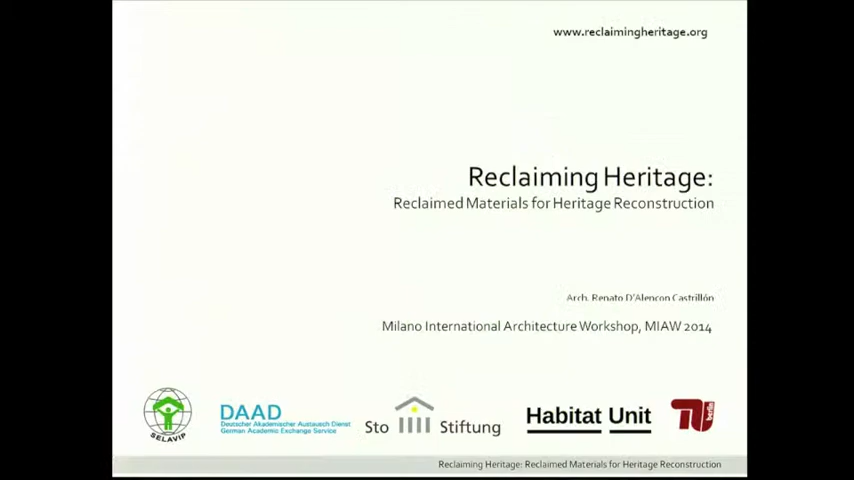 www.reclaimingheritage.org
Reclaiming Heritage:
Reclaimed Materials for Heritage Reconstruction
Arch. Renato D'Alencon Castrillón
Milano International Architecture Workshop, MIAW 2014
SELAVIP
DAAD
Deutscher Akademischer Austausch Dienst
German Academic Exchange Service
Sto Stiftung
Habitat Unit
berlin
Reclaiming Heritage: Reclaimed Materials for Heritage Reconstruction